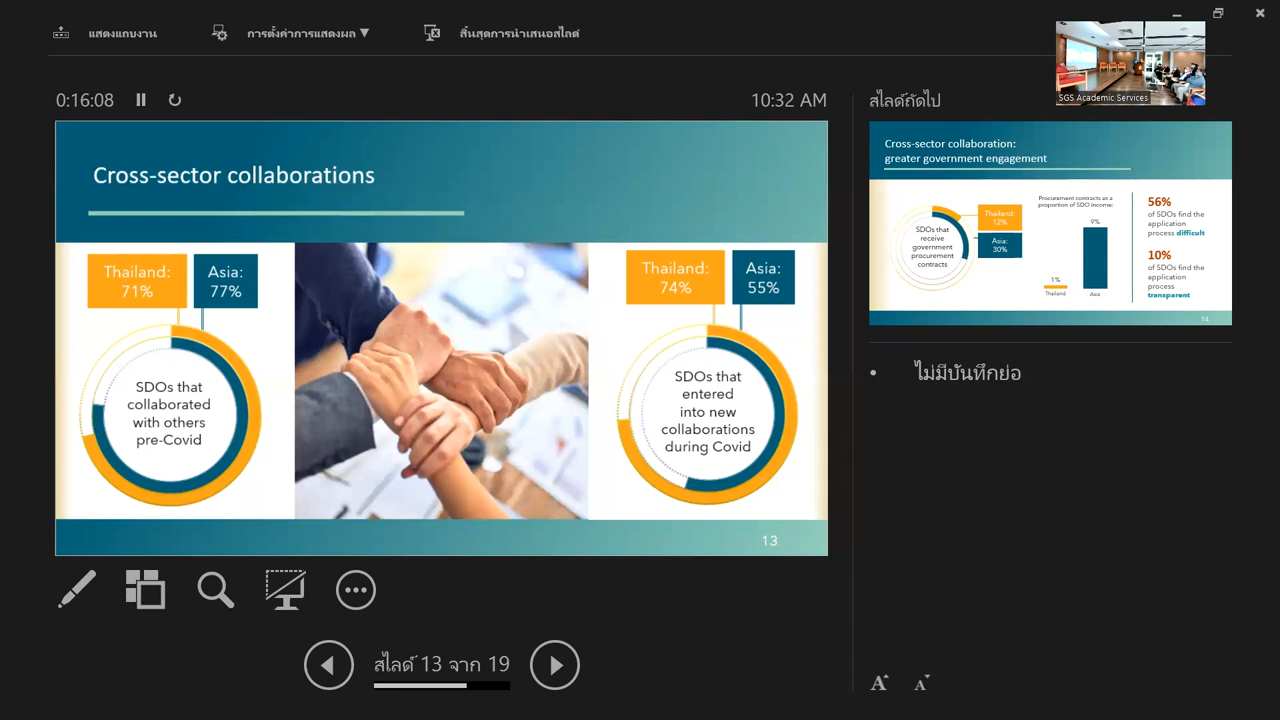 แสดงแถบงาน
การตั้งค่าการแสดงผล ▼
สิ้นสุดการนำเสนอสไลด์
SGS Academic Services
0:16:08
10:32 AM
สไลด์ถัดไป
Cross-sector collaborations
Thailand:
71%
Asia:
77%
SDOs that
collaborated
with others
pre-Covid
Thailand:
74%
Asia:
55%
SDOs that
entered
into new
collaborations
during Covid
13
Cross-sector collaboration:
greater government engagement
SDOs that
receive
government
procurement
contracts
Thailand:
12%
Asia:
30%
Procurement contracts as a
proportion of SDO income:
9%
1%
Thailand
Asia
56%
of SDOs find the
application
process difficult
10%
of SDOs find the
application
process
transparent
14
• ไม่มีบันทึกย่อ
สไลด์ 13 จาก 19
A A